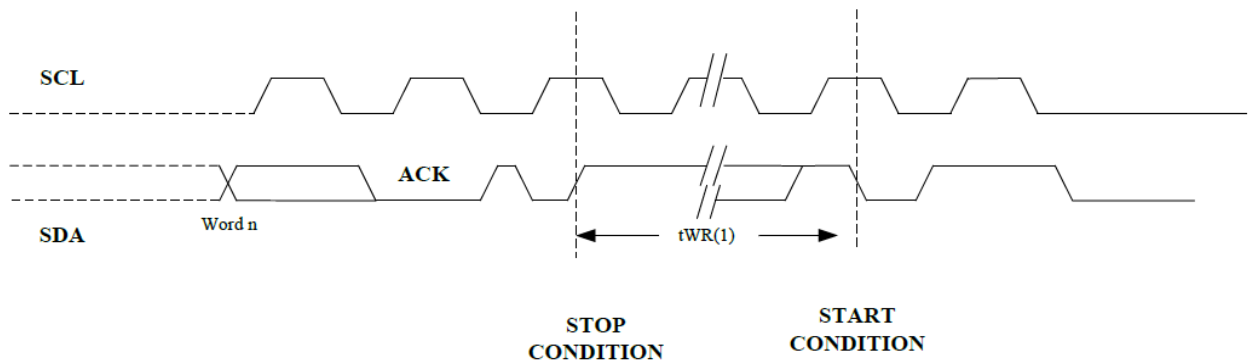 SCL
ACK
Word n
SDA
tWR(1)
STOP
CONDITION
START
CONDITION